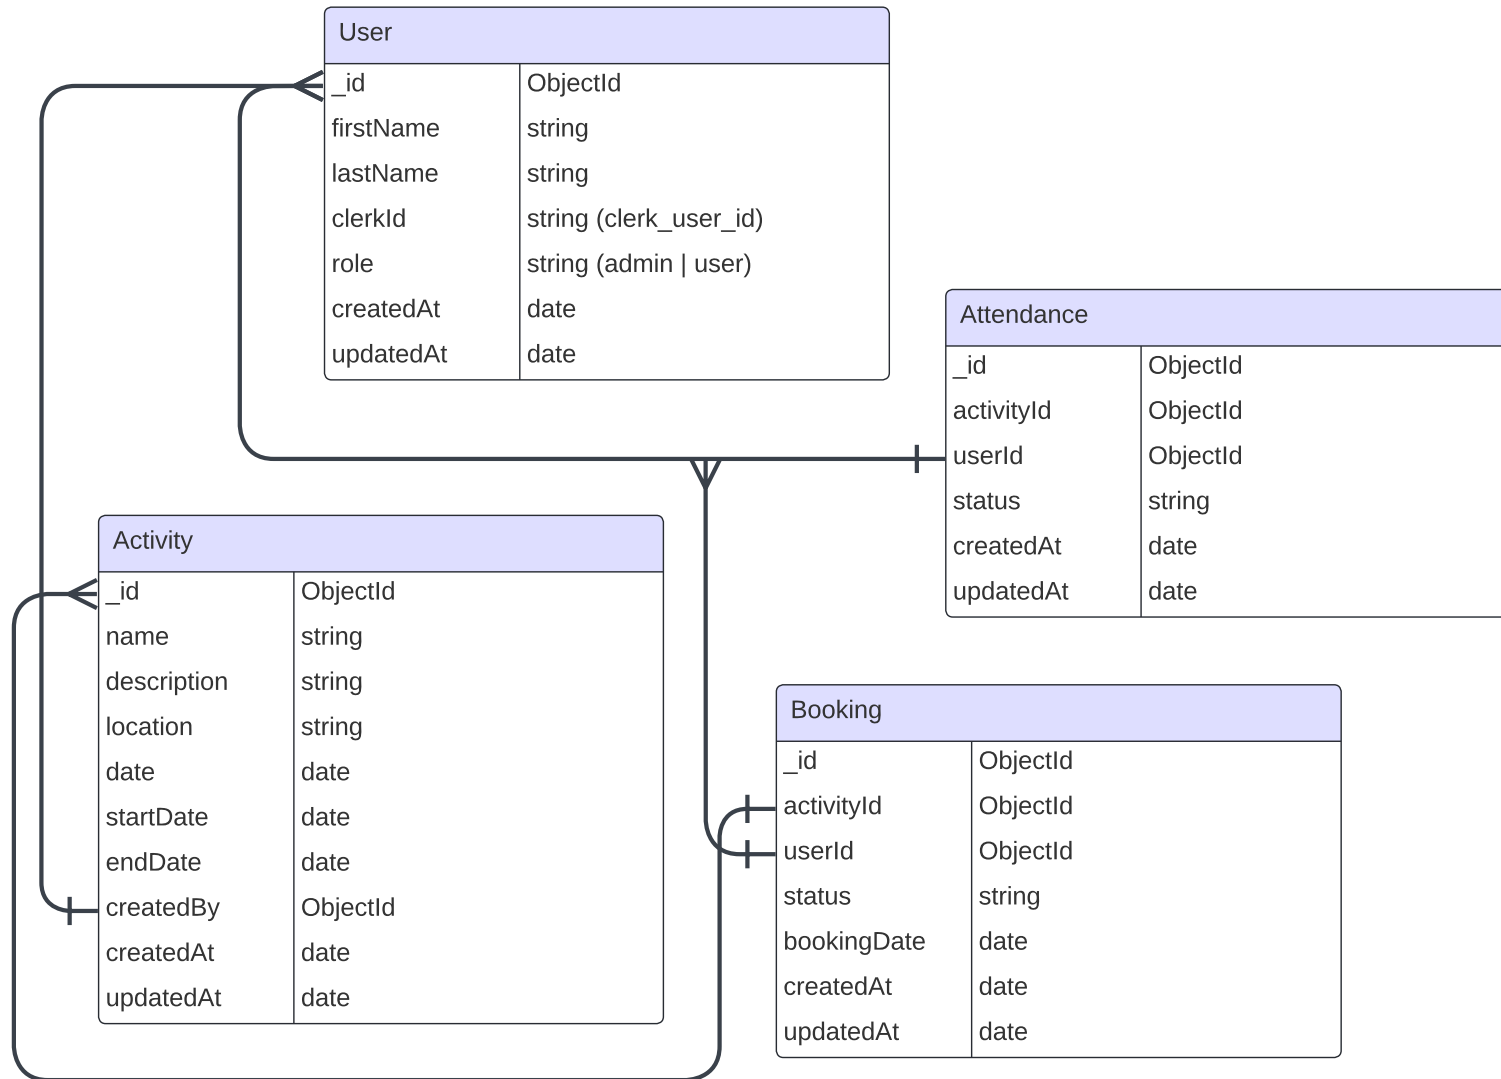 User
_id ObjectId
firstName string
lastName string
clerkId string (clerk_user_id)
role string (admin | user)
createdAt date
updatedAt date
Attendance
_id ObjectId
activityId ObjectId
userId ObjectId
status string
createdAt date
updatedAt date
Activity
_id ObjectId
name string
description string
location string
date date
startDate date
endDate date
createdBy ObjectId
createdAt date
updatedAt date
Booking
_id ObjectId
activityId ObjectId
userId ObjectId
status string
bookingDate date
createdAt date
updatedAt date